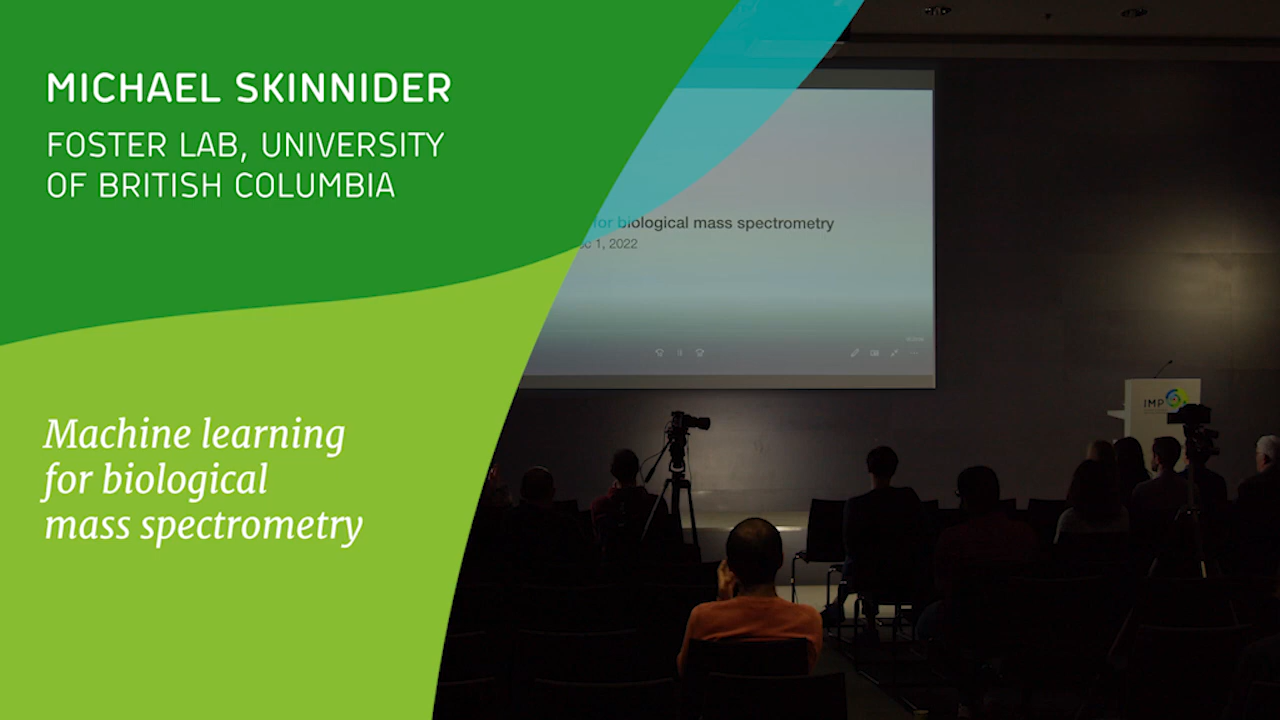 MICHAEL SKINNIDER
FOSTER LAB, UNIVERSITY
OF BRITISH COLUMBIA
for biological mass spectrometry
1, 2022
Machine learning
for biological
mass spectrometry
IMP